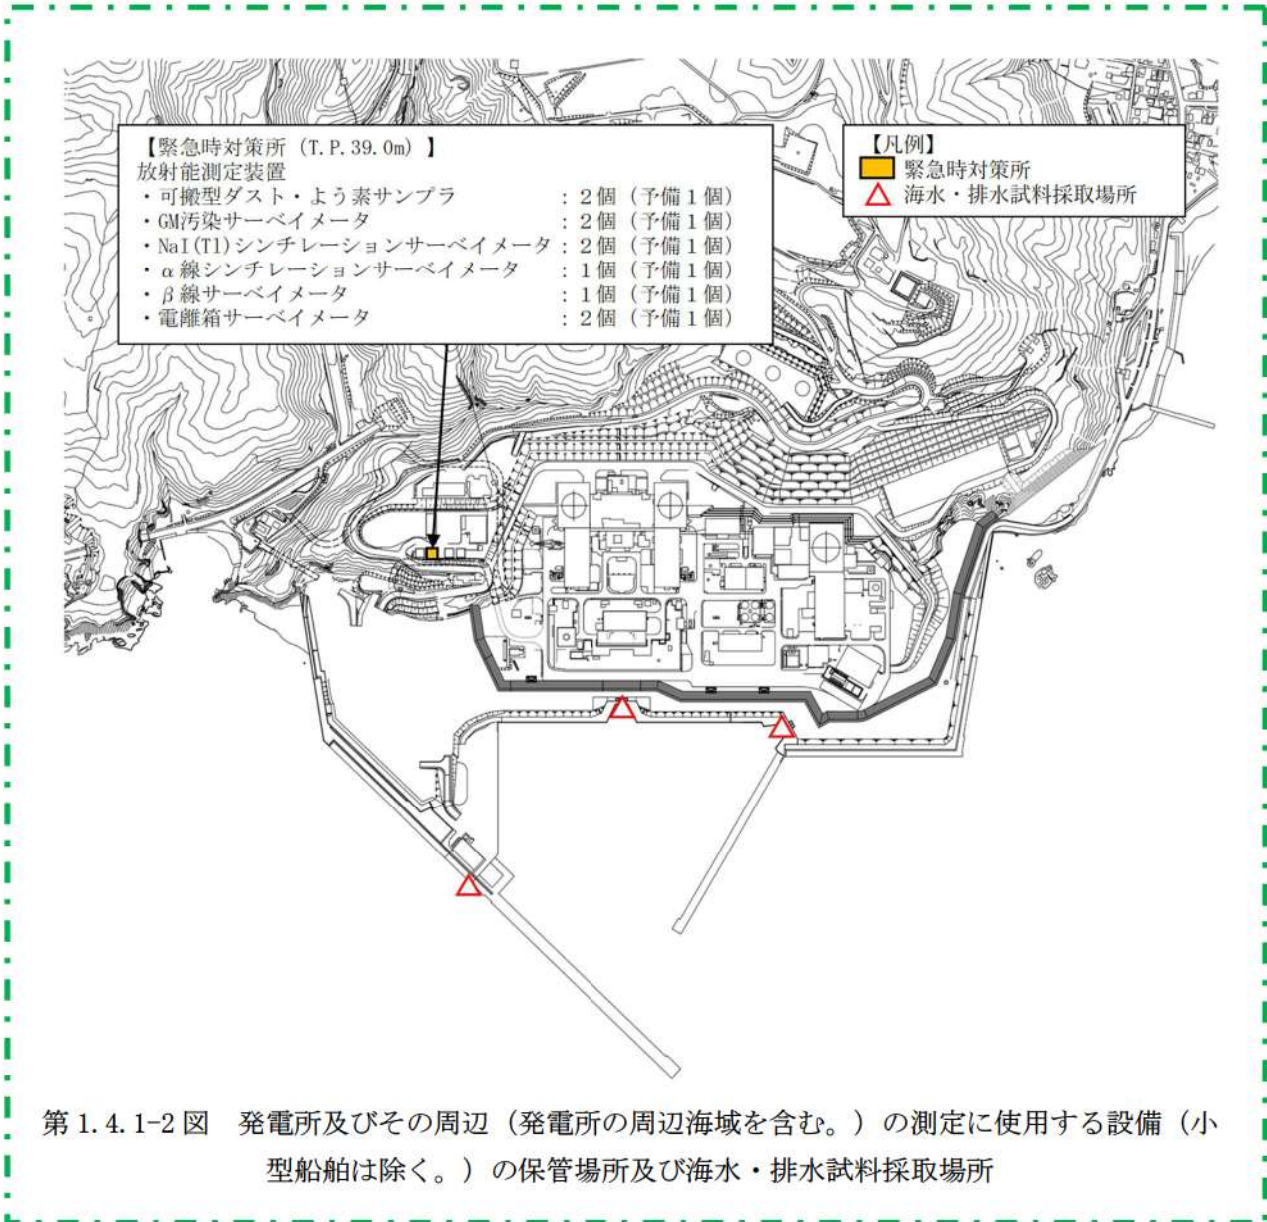 【緊急時対策所（T.P.39.0m）】
放射能測定装置
・可搬型ダスト・よう素サンプラ : 2個（予備1個）
・GM汚染サーベイメータ : 2個（予備1個）
・NaI(Tl)シンチレーションサーベイメータ : 2個（予備1個）
・α線シンチレーションサーベイメータ : 1個（予備1個）
・β線サーベイメータ : 1個（予備1個）
・電離箱サーベイメータ : 2個（予備1個）
【凡例】
緊急時対策所
海水・排水試料採取場所
第1.4.1-2図　発電所及びその周辺（発電所の周辺海域を含む。）の測定に使用する設備（小
型船舶は除く。）の保管場所及び海水・排水試料採取場所